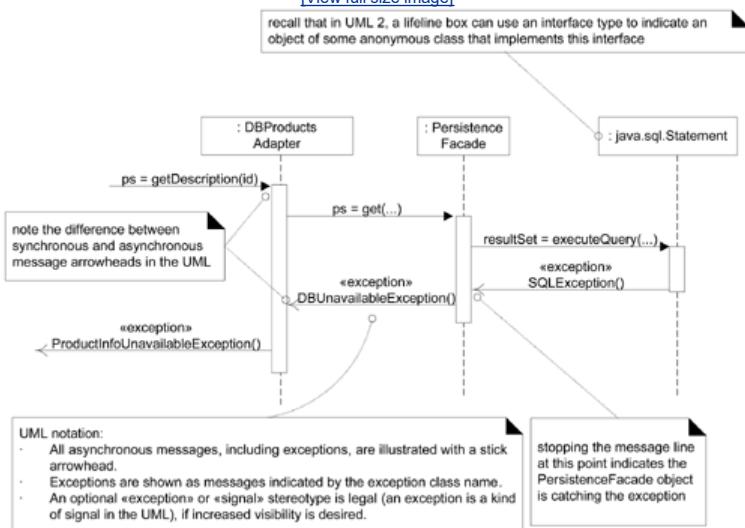 [View full size image]
recall that in UML 2, a lifeline box can use an interface type to indicate an
object of some anonymous class that implements this interface
: DBProducts
Adapter
: Persistence
Facade
: java.sql.Statement
ps = getDescription(id)
ps = get(...)
note the difference between
synchronous and asynchronous
message arrowheads in the UML
resultSet = executeQuery(...)
«exception»
SQLException()
«exception»
DBUnavailableException()
«exception»
ProductInfoUnavailableException()
UML notation:
· All asynchronous messages, including exceptions, are illustrated with a stick
arrowhead.
· Exceptions are shown as messages indicated by the exception class name.
· An optional «exception» or «signal» stereotype is legal (an exception is a kind
of signal in the UML), if increased visibility is desired.
stopping the message line
at this point indicates the
PersistenceFacade object
is catching the exception